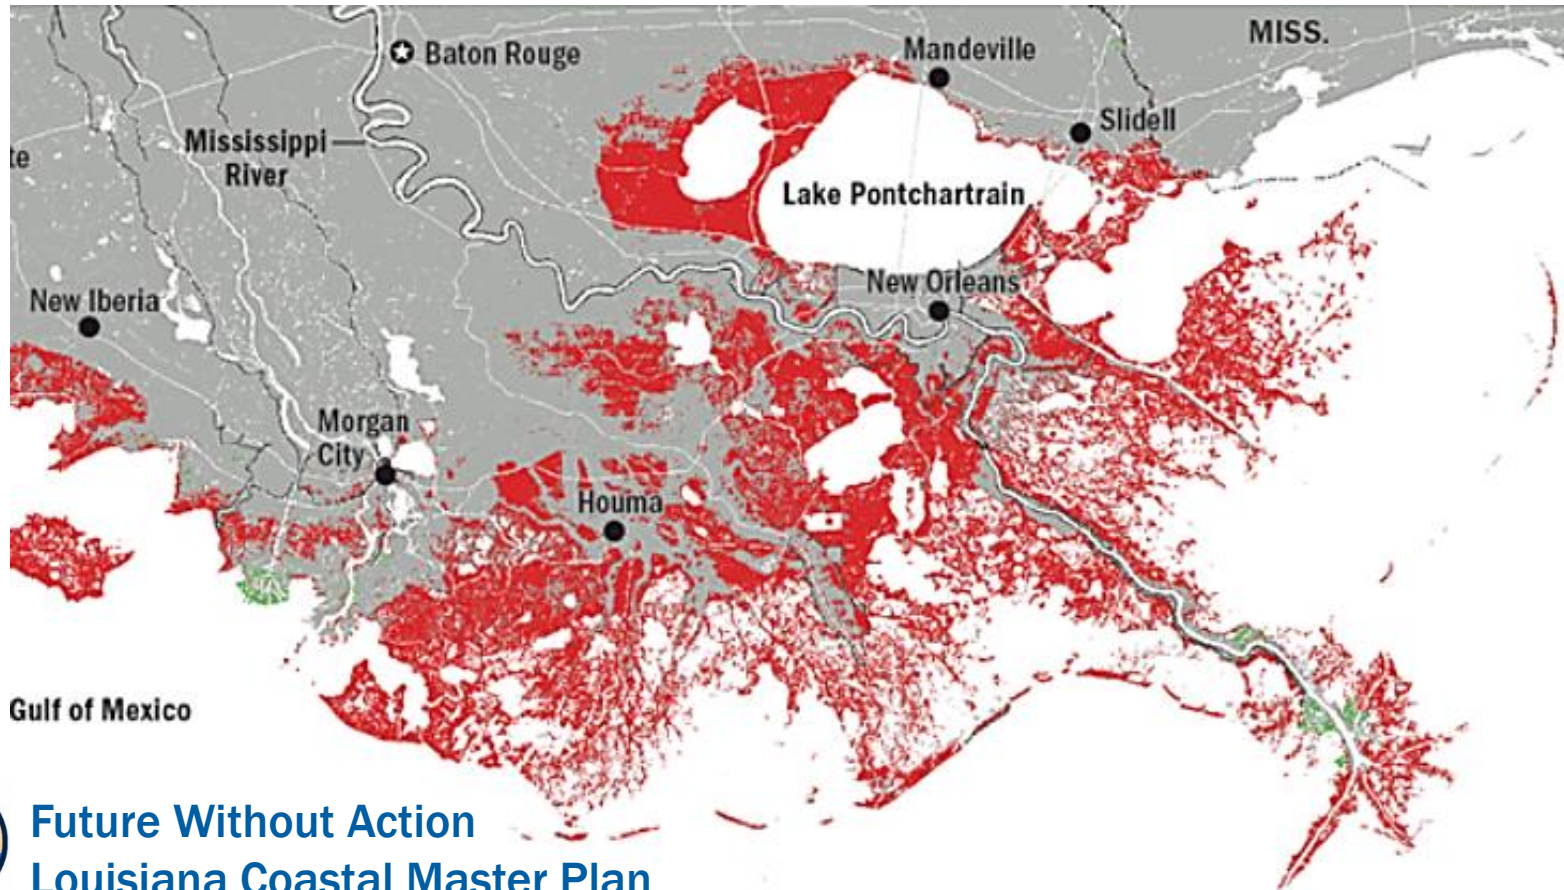 MISS.
Baton Rouge
Mandeville
Slidell
Mississippi
River
te
Lake Pontchartrain
New Orleans
New Iberia
Morgan
City
Houma
Gulf of Mexico
Future Without Action
Louisiana Coastal Master Plan